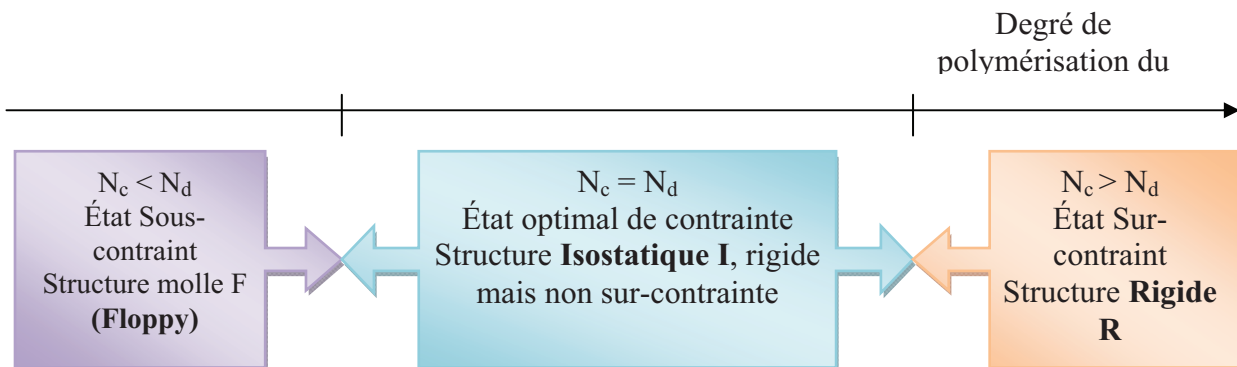 Degré de
polymérisation du
N_c < N_d
État Sous-
contraint
Structure molle F
(Floppy)
N_c = N_d
État optimal de contrainte
Structure Isostatique I, rigide
mais non sur-contrainte
N_c > N_d
État Sur-
contraint
Structure Rigide
R